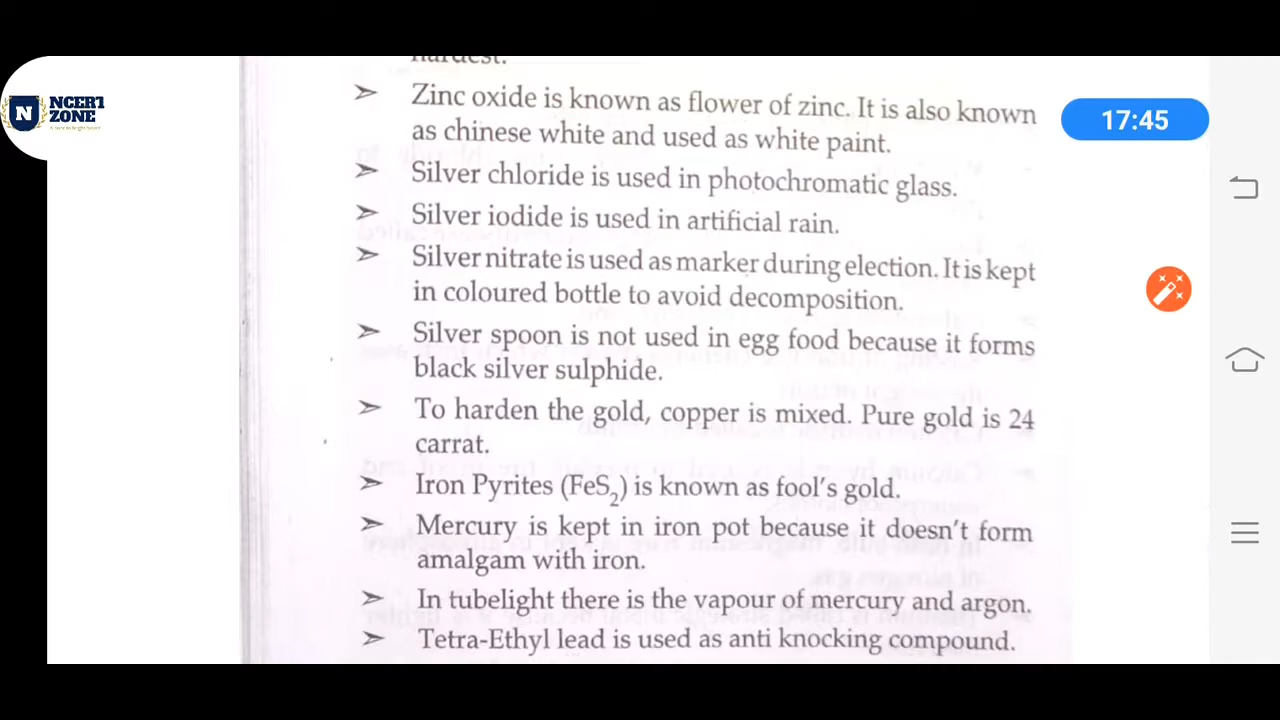 hardest.
NCERT
ZONE
➢ Zinc oxide is known as flower of zinc. It is also known
as chinese white and used as white paint.
17:45
➢ Silver chloride is used in photochromatic glass.
➢ Silver iodide is used in artificial rain.
➢ Silver nitrate is used as marker during election. It is kept
in coloured bottle to avoid decomposition.
➢ Silver spoon is not used in egg food because it forms
black silver sulphide.
➢ To harden the gold, copper is mixed. Pure gold is 24
carrat.
➢ Iron Pyrites (FeS₂) is known as fool's gold.
➢ Mercury is kept in iron pot because it doesn't form
amalgam with iron.
➢ In tubelight there is the vapour of mercury and argon.
➢ Tetra-Ethyl lead is used as anti knocking compound.